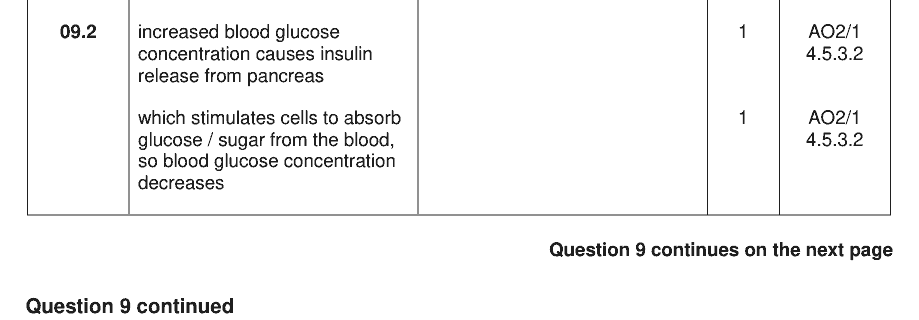 09.2 increased blood glucose 1 AO2/1
concentration causes insulin 4.5.3.2
release from pancreas
which stimulates cells to absorb 1 AO2/1
glucose / sugar from the blood, 4.5.3.2
so blood glucose concentration
decreases
Question 9 continues on the next page
Question 9 continued